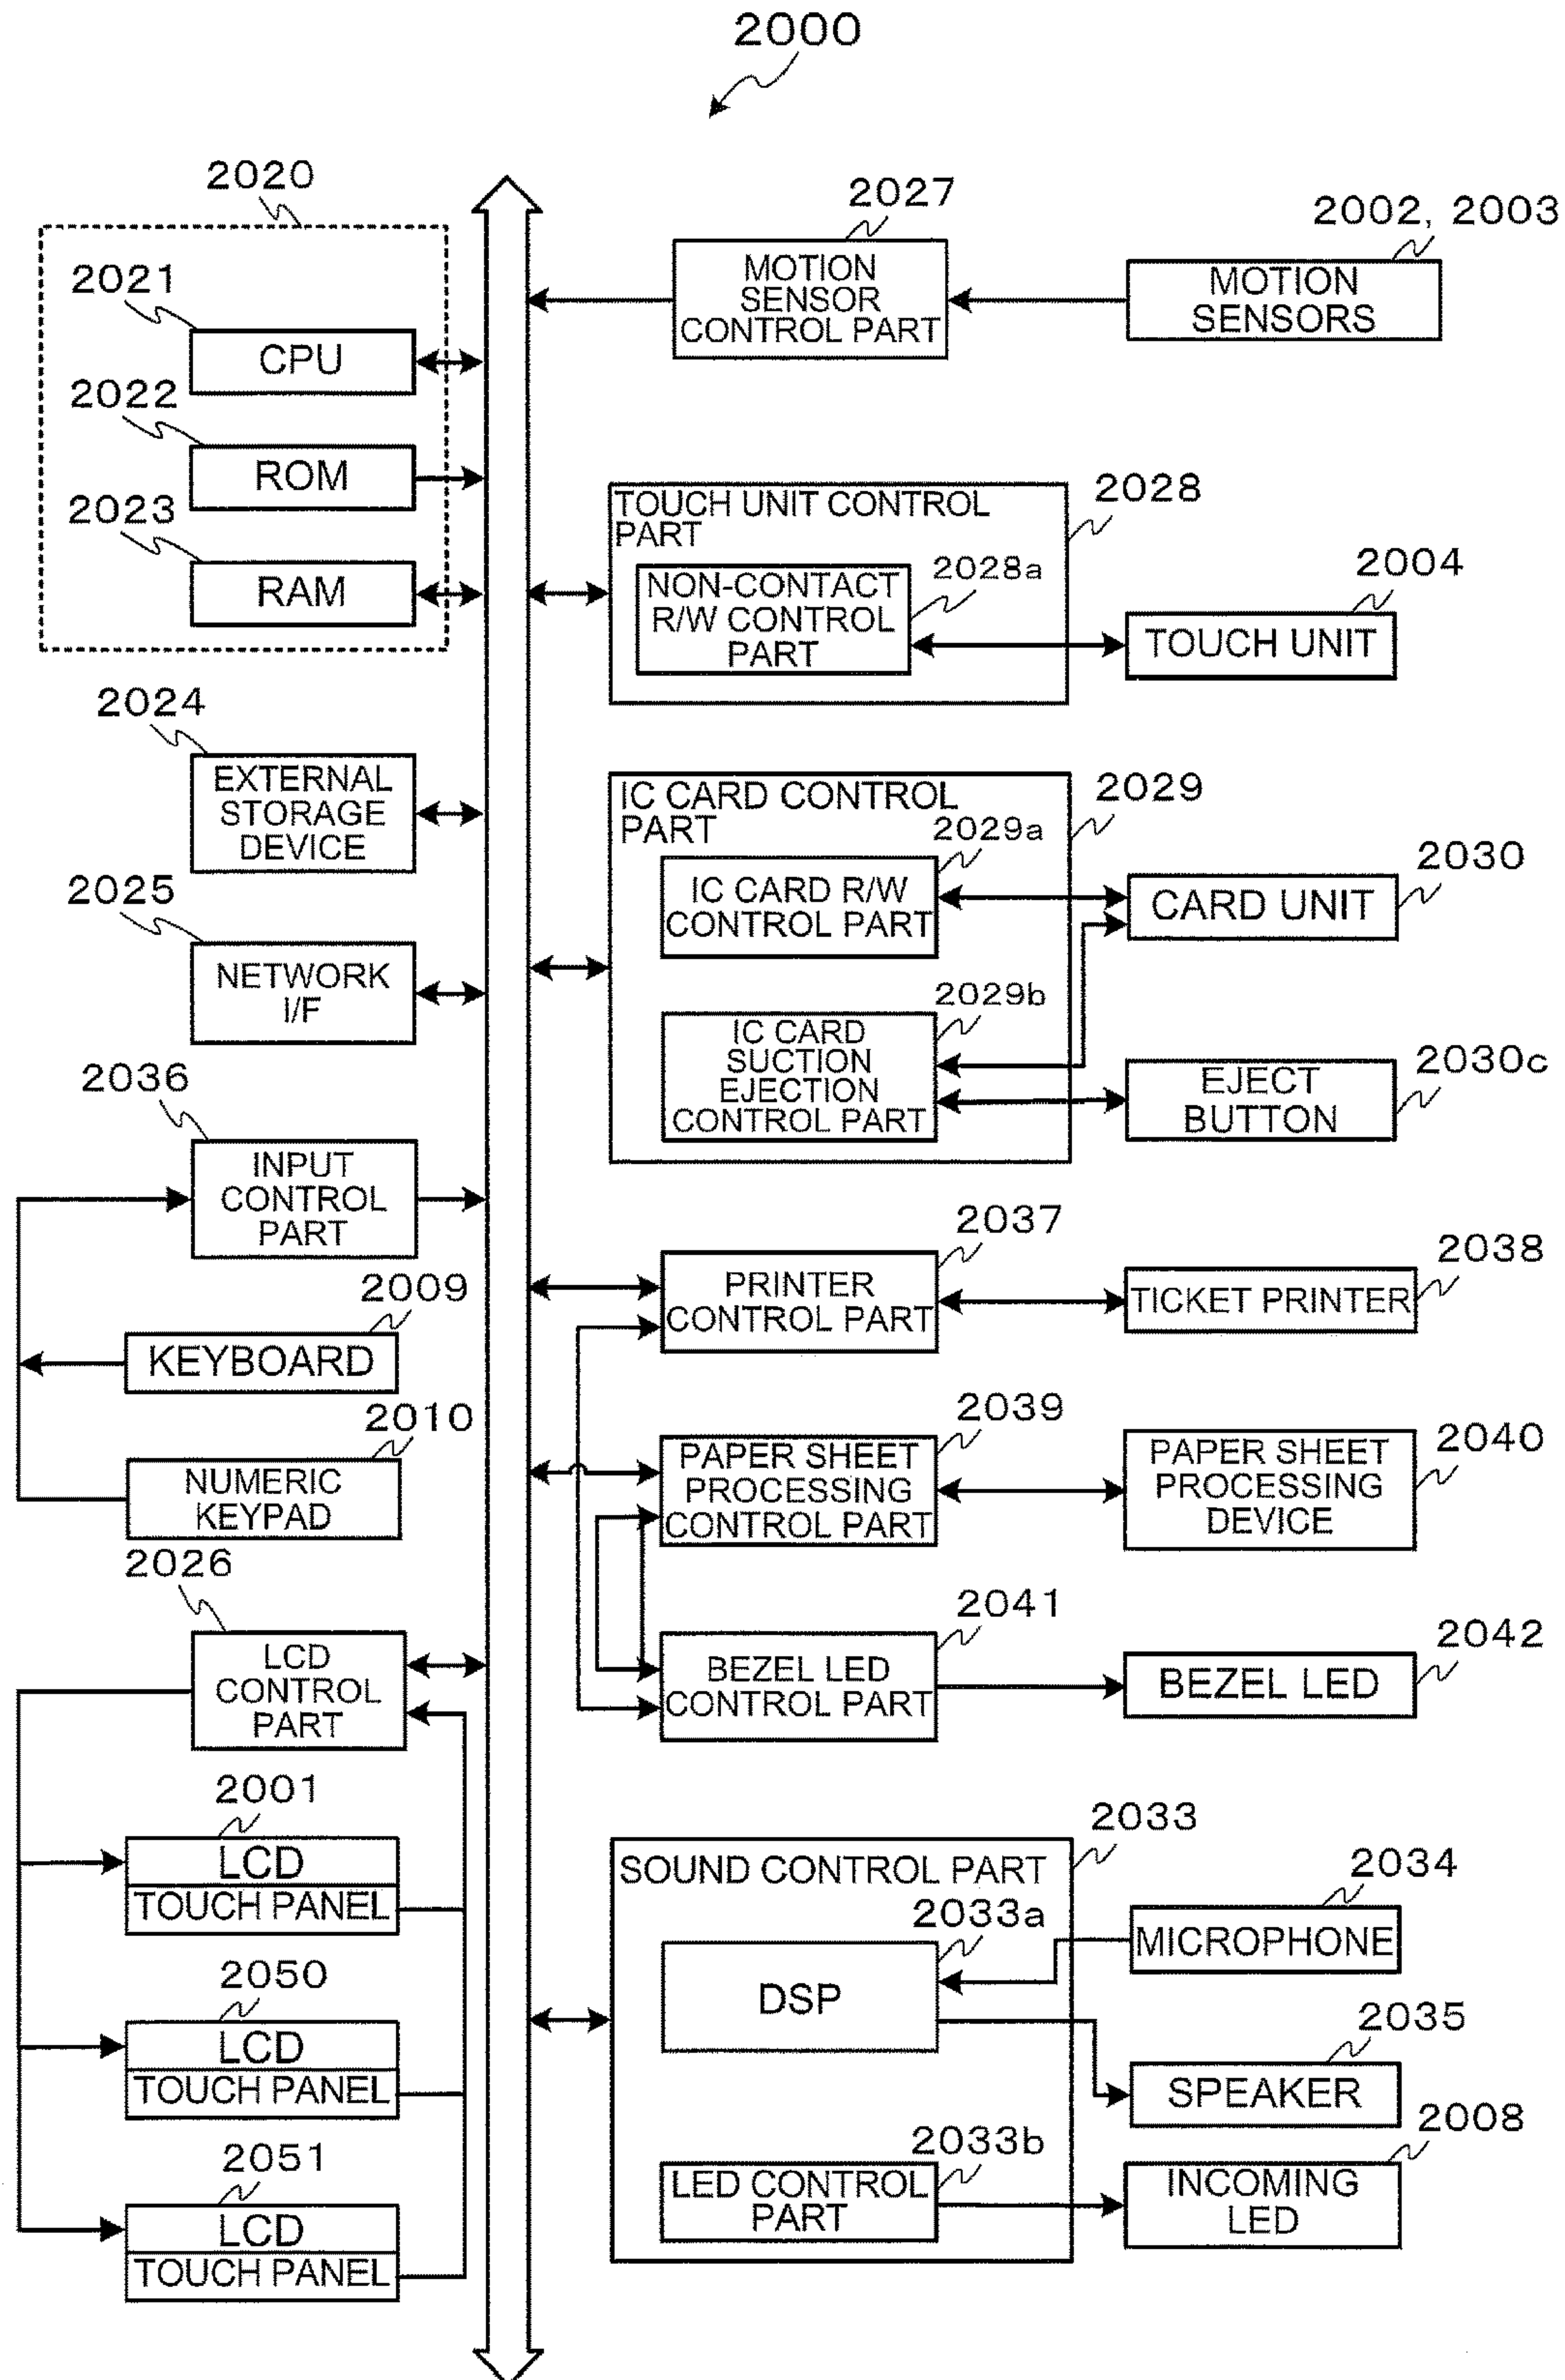 2000
2020
2021
CPU
2022
ROM
2023
RAM
2024
EXTERNAL
STORAGE
DEVICE
2025
NETWORK
I/F
2036
INPUT
CONTROL
PART
2009
KEYBOARD
2010
NUMERIC
KEYPAD
2026
LCD
CONTROL
PART
2001
LCD
TOUCH PANEL
2050
LCD
TOUCH PANEL
2051
LCD
TOUCH PANEL
2027
MOTION
SENSOR
CONTROL PART
2002, 2003
MOTION
SENSORS
2028
TOUCH UNIT CONTROL
PART
2028a
NON-CONTACT
R/W CONTROL
PART
2004
TOUCH UNIT
2029
IC CARD CONTROL
PART
2029a
IC CARD R/W
CONTROL PART
2030
CARD UNIT
2029b
IC CARD
SUCTION
EJECTION
CONTROL PART
2030c
EJECT
BUTTON
2037
PRINTER
CONTROL PART
2038
TICKET PRINTER
2039
PAPER SHEET
PROCESSING
CONTROL PART
2040
PAPER SHEET
PROCESSING
DEVICE
2041
BEZEL LED
CONTROL PART
2042
BEZEL LED
2033
SOUND CONTROL PART
2033a
DSP
2034
MICROPHONE
2035
SPEAKER
2033b
LED CONTROL
PART
2008
INCOMING
LED